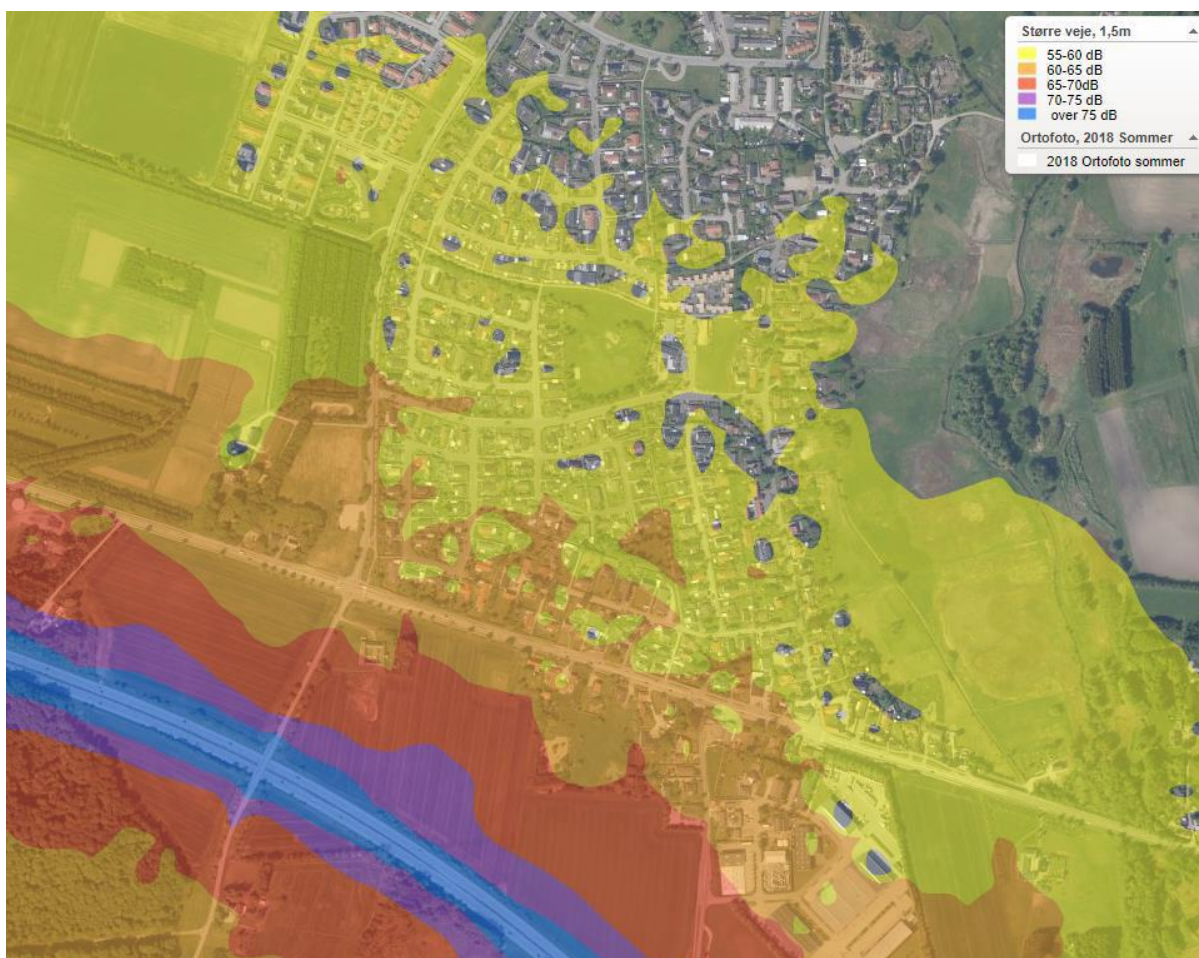 Større veje, 1,5m
55-60 dB
60-65 dB
65-70dB
70-75 dB
over 75 dB
Ortofoto, 2018 Sommer
2018 Ortofoto sommer